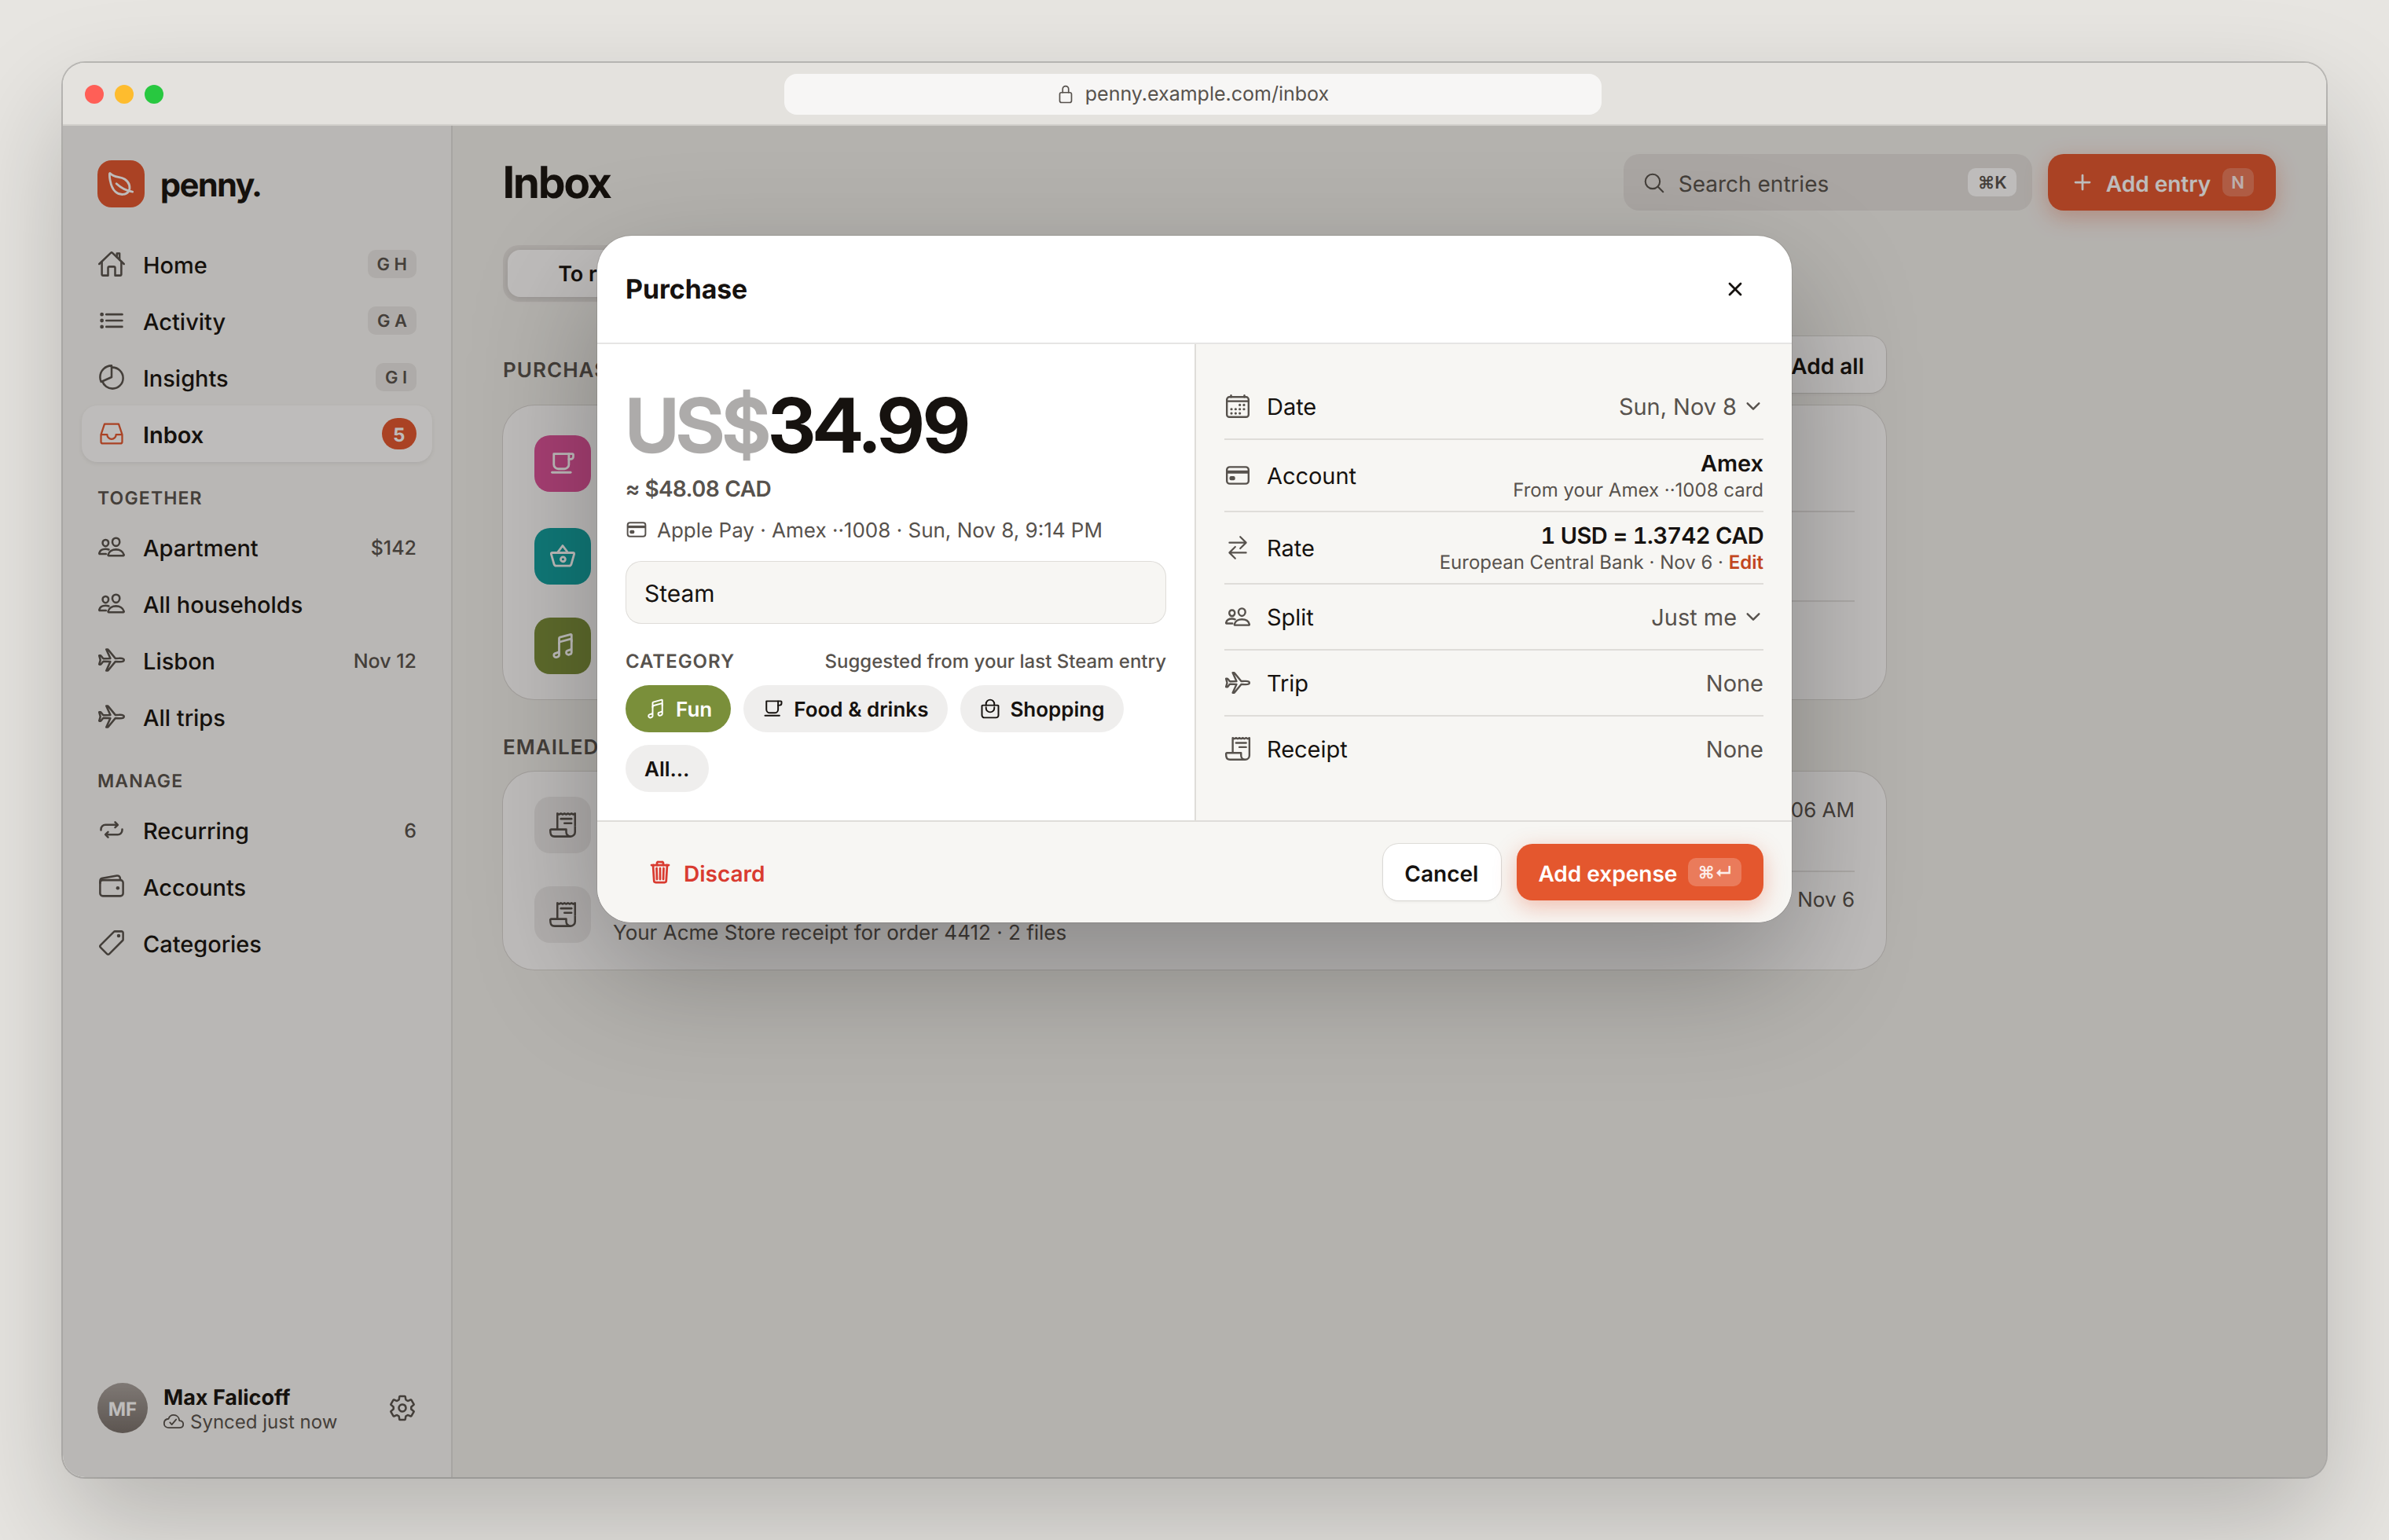 penny.example.com/inbox
penny.
Home G H
Activity G A
Insights G I
Inbox 5
TOGETHER
Apartment $142
All households
Lisbon Nov 12
All trips
MANAGE
Recurring 6
Accounts
Categories
MF
Max Falicoff
Synced just now
Inbox
Search entries ⌘K
+ Add entry N
To r
PURCHAS
Add all
EMAILED
06 AM
Nov 6
Your Acme Store receipt for order 4412 · 2 files
Purchase
US$34.99
≈ $48.08 CAD
Apple Pay · Amex ··1008 · Sun, Nov 8, 9:14 PM
Steam
CATEGORY Suggested from your last Steam entry
Fun Food & drinks Shopping
All...
Date Sun, Nov 8
Account Amex
From your Amex ··1008 card
Rate 1 USD = 1.3742 CAD
European Central Bank · Nov 6 · Edit
Split Just me
Trip None
Receipt None
Discard
Cancel
Add expense ⌘↵